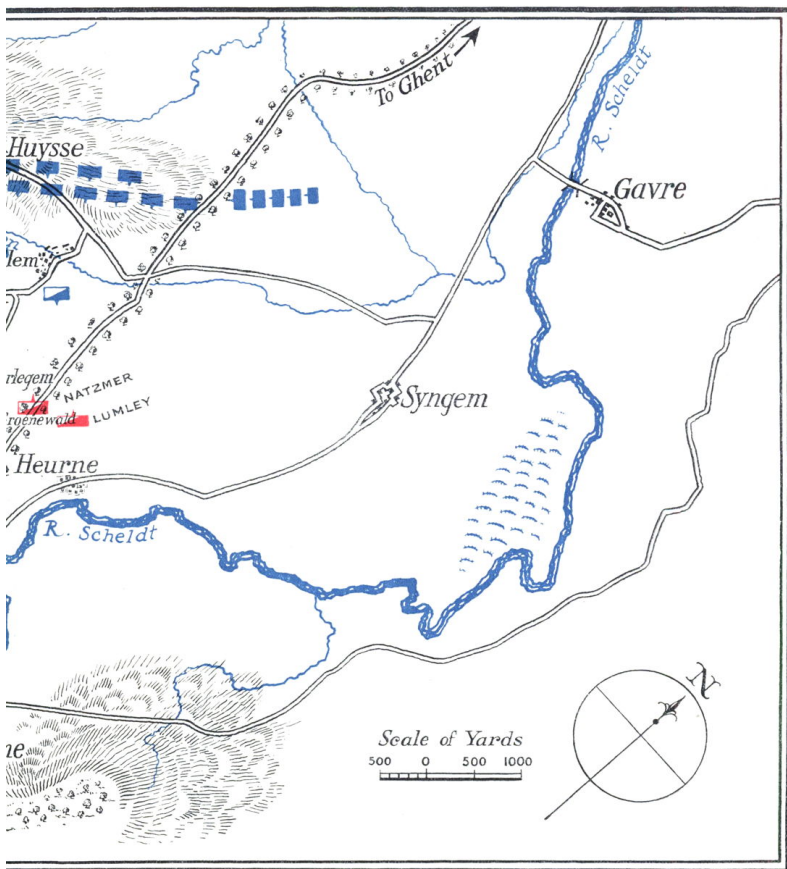 To Ghent
R. Scheldt
Huysse
Gavre
lem
rlegem
NATZMER
LUMLEY
roenewald
Syngem
Heurne
R. Scheldt
N
Scale of Yards
500 0 500 1000
ne